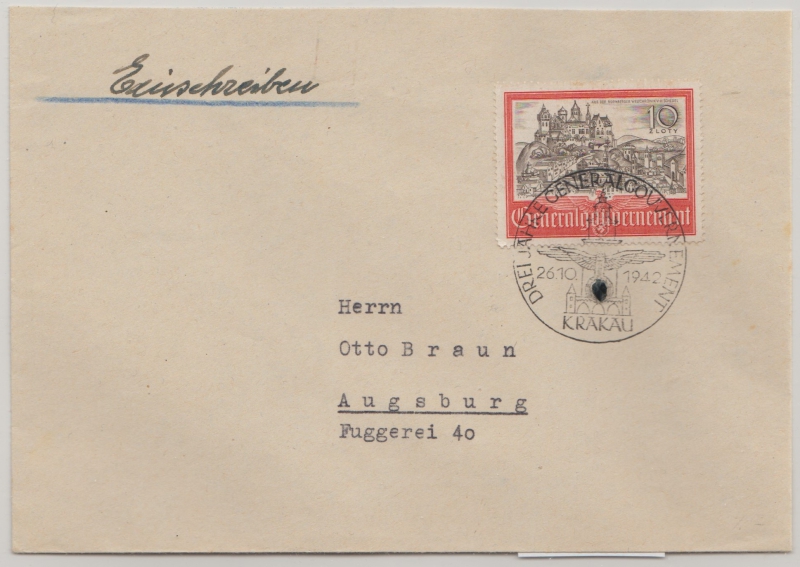 Einschreiben
10
ZLOTY
Generalgouvernement
DREI JAHRE GENERALGOUVERNEMENT
26.10. 1942
KRAKAU
Herrn
Otto Braun
Augsburg
Fuggerei 40